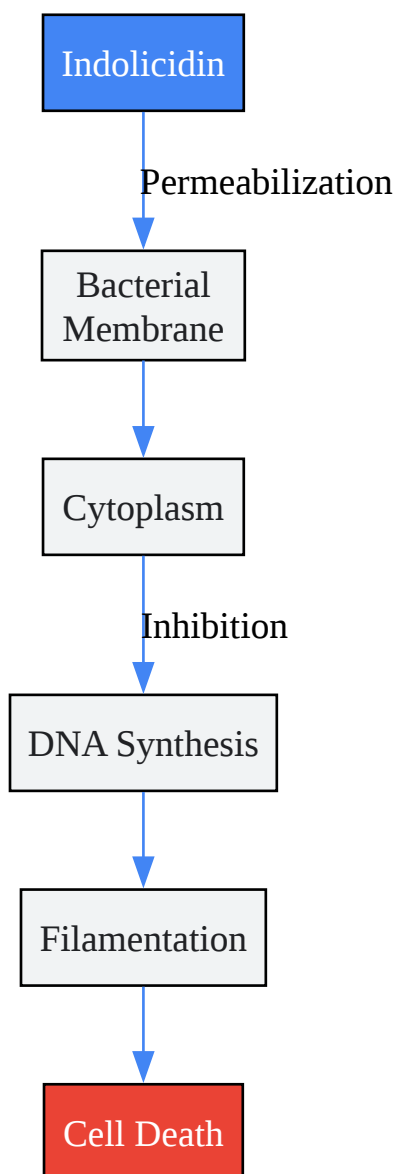 Indolicidin
Permeabilization
Bacterial
Membrane
Cytoplasm
Inhibition
DNA Synthesis
Filamentation
Cell Death